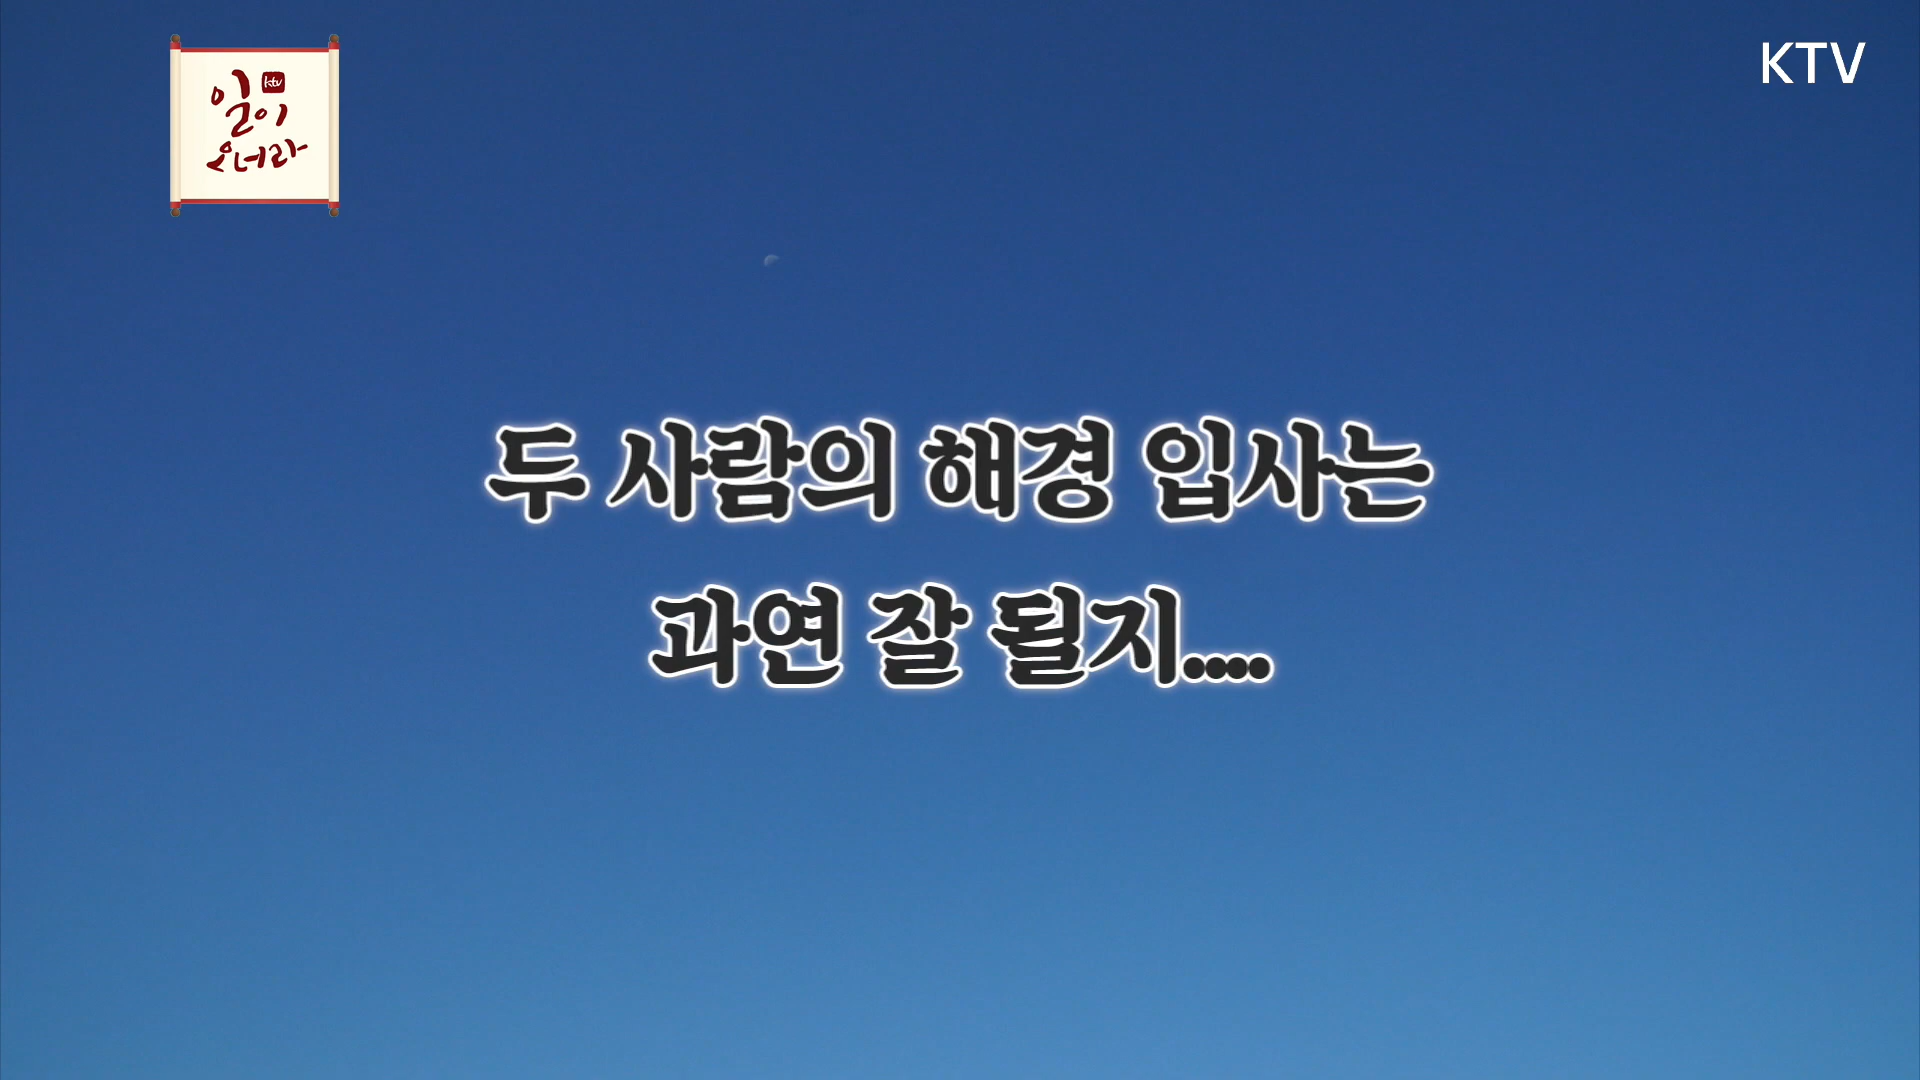 ktv
일이
오너라
KTV
두 사람의 해경 입사는
과연 잘 될지....